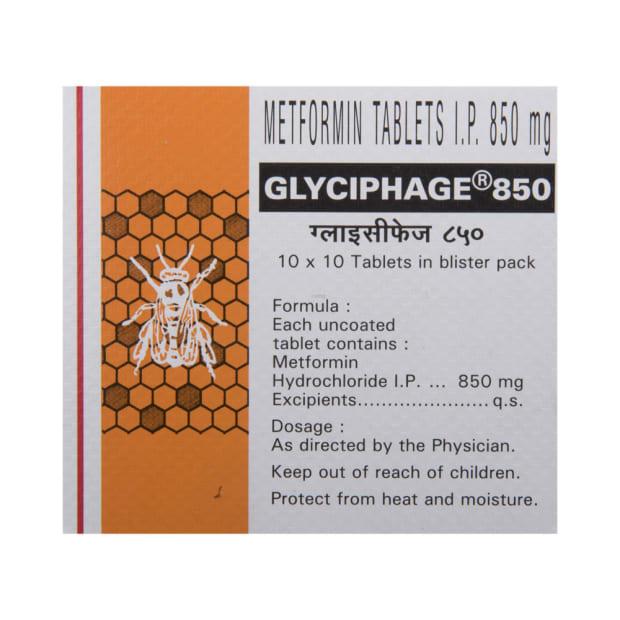 METFORMIN TABLETS I.P. 850 mg
GLYCIPHAGE® 850
ग्लाइसीफेज ८५०
10 x 10 Tablets in blister pack
Formula :
Each uncoated
tablet contains :
Metformin
Hydrochloride I.P. ... 850 mg
Excipients......................q.s.
Dosage :
As directed by the Physician.
Keep out of reach of children.
Protect from heat and moisture.